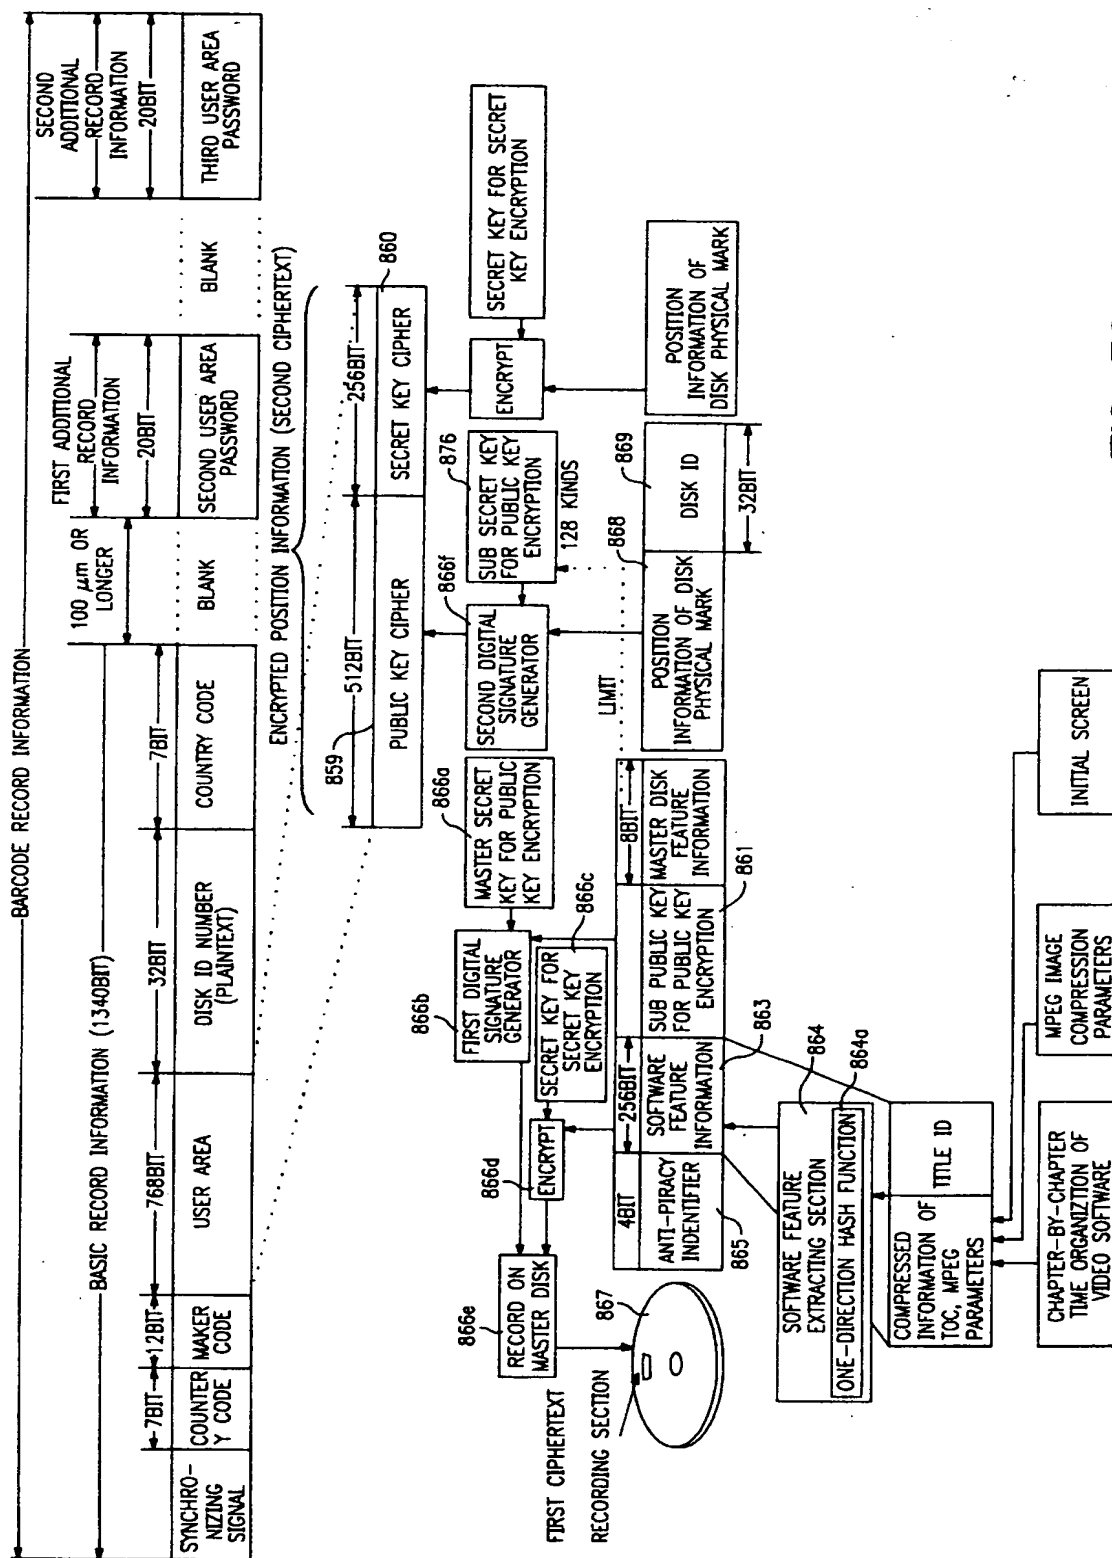 BARCODE RECORD INFORMATION
BASIC RECORD INFORMATION (1340BIT)
7BIT
12BIT
768BIT
32BIT
7BIT
100 μm OR
LONGER
FIRST ADDITIONAL
RECORD
INFORMATION
20BIT
SECOND
ADDITIONAL
RECORD
INFORMATION
20BIT
SYNCHRO-
NIZING
SIGNAL
COUNTER
Y CODE
MAKER
CODE
USER AREA
DISK ID NUMBER
(PLAINTEXT)
COUNTRY CODE
BLANK
SECOND USER AREA
PASSWORD
BLANK
THIRD USER AREA
PASSWORD
ENCRYPTED POSITION INFORMATION (SECOND CIPHERTEXT)
859
512BIT
256BIT
860
PUBLIC KEY CIPHER
SECRET KEY CIPHER
866e
RECORD ON
MASTER DISK
866d
ENCRYPT
866b
FIRST DIGITAL
SIGNATURE
GENERATOR
866a
MASTER SECRET
KEY FOR PUBLIC
KEY ENCRYPTION
866c
SECRET KEY FOR
SECRET KEY
ENCRYPTION
866f
SECOND DIGITAL
SIGNATURE
GENERATOR
876
SUB SECRET KEY
FOR PUBLIC KEY
ENCRYPTION
128 KINDS
ENCRYPT
SECRET KEY FOR SECRET
KEY ENCRYPTION
LIMIT
FIRST CIPHERTEXT
RECORDING SECTION
867
4BIT
256BIT
8BIT
ANTI-PIRACY
INDENTIFIER
865
SOFTWARE
FEATURE
INFORMATION
863
SUB PUBLIC KEY
FOR PUBLIC KEY
ENCRYPTION
861
MASTER DISK
FEATURE
INFORMATION
868
POSITION
INFORMATION OF DISK
PHYSICAL MARK
869
DISK ID
32BIT
POSITION
INFORMATION OF
DISK PHYSICAL MARK
SOFTWARE FEATURE
EXTRACTING SECTION
864
ONE-DIRECTION HASH FUNCTION
864a
COMPRESSED
INFORMATION OF
TOC, MPEG
PARAMETERS
TITLE ID
CHAPTER-BY-CHAPTER
TIME ORGANIZTION OF
VIDEO SOFTWARE
MPEG IMAGE
COMPRESSION
PARAMETERS
INITIAL SCREEN